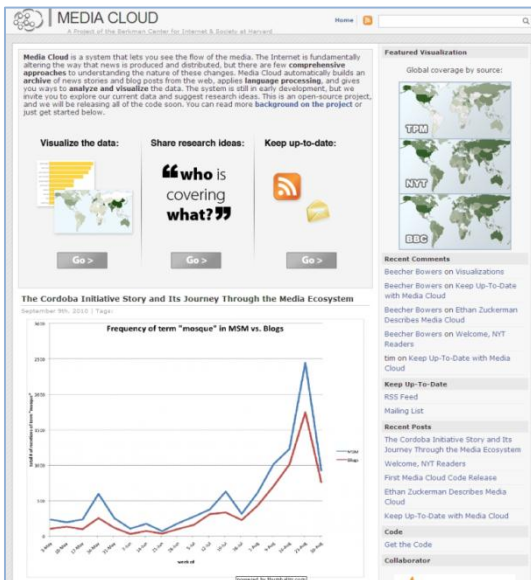 MEDIA CLOUD
A Project of the Berkman Center for Internet & Society at Harvard
Home
Media Cloud is a system that lets you see the flow of the media. The Internet is fundamentally
altering the way that news is produced and distributed, but there are few comprehensive
approaches to understanding the nature of these changes. Media Cloud automatically builds an
archive of news stories and blog posts from the web, applies language processing, and gives
you ways to analyze and visualize the data. The system is still in early development, but we
invite you to explore our current data and suggest research ideas. This is an open-source project,
and we will be releasing all of the code soon. You can read more background on the project or
just get started below.
Visualize the data:
Go >
Share research ideas:
“who is
covering
what?”
Go >
Keep up-to-date:
Go >
The Cordoba Initiative Story and Its Journey Through the Media Ecosystem
September 9th, 2010 | Tags:
Frequency of term "mosque" in MSM vs. Blogs
MSM
Blogs
week of
Featured Visualization
Global coverage by source:
TPM
NYT
BBC
Recent Comments
Beecher Bowers on Visualizations
Beecher Bowers on Keep Up-To-Date
with Media Cloud
Beecher Bowers on Ethan Zuckerman
Describes Media Cloud
Beecher Bowers on Welcome, NYT
Readers
tim on Keep Up-To-Date with Media
Cloud
Keep Up-To-Date
RSS Feed
Mailing List
Recent Posts
The Cordoba Initiative Story and Its
Journey Through the Media Ecosystem
Welcome, NYT Readers
First Media Cloud Code Release
Ethan Zuckerman Describes Media
Cloud
Keep Up-To-Date with Media Cloud
Code
Get the Code
Collaborator